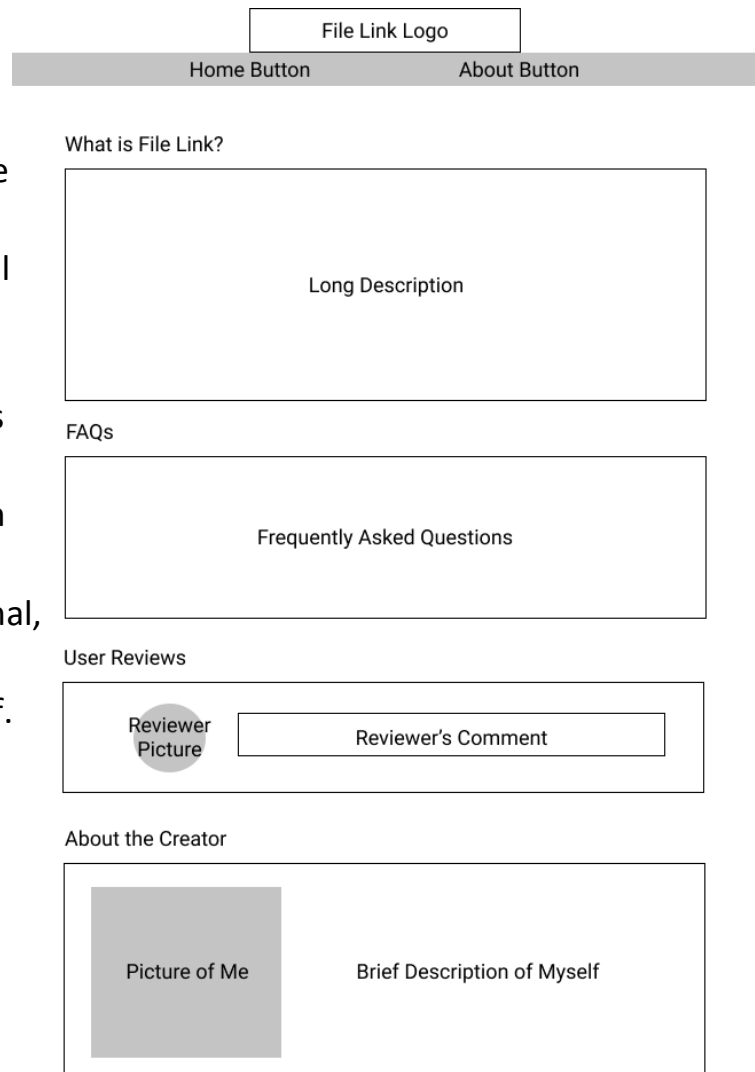 File Link Logo
Home Button About Button
What is File Link?
Long Description
FAQs
Frequently Asked Questions
User Reviews
Reviewer
Picture
Reviewer's Comment
About the Creator
Picture of Me
Brief Description of Myself